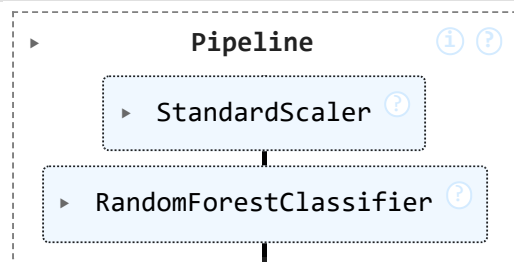 Pipeline i ?
StandardScaler ?
RandomForestClassifier ?